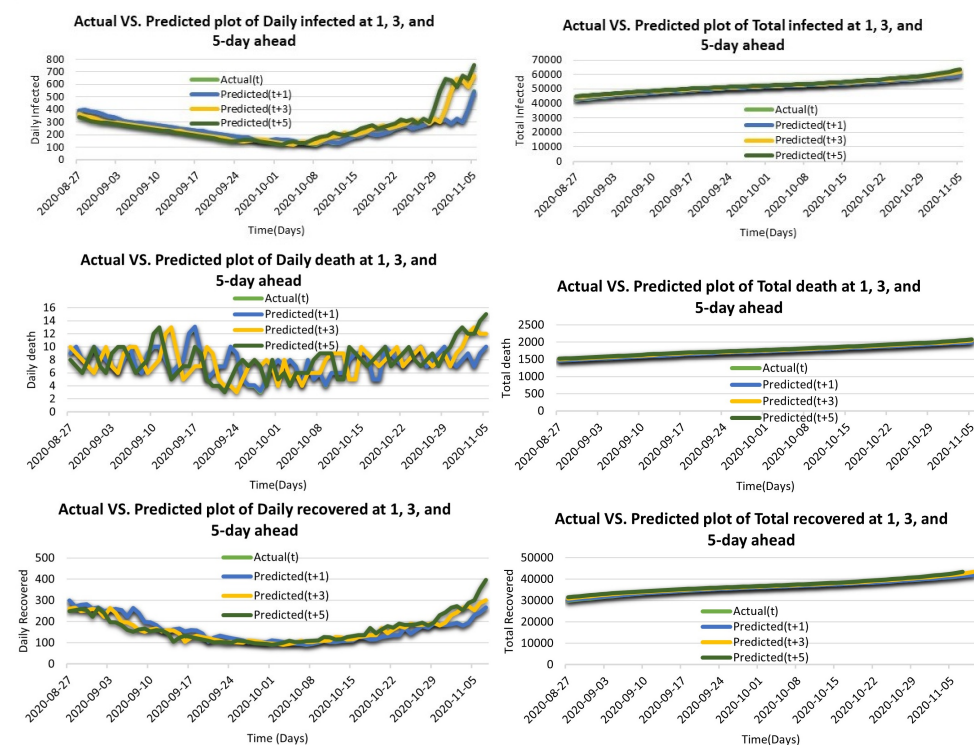 Actual VS. Predicted plot of Daily infected at 1, 3, and
5-day ahead
800
700
600
500
400
300
200
100
0
Daily Infected
Actual(t)
Predicted(t+1)
Predicted(t+3)
Predicted(t+5)
2020-08-27
2020-09-03
2020-09-10
2020-09-17
2020-09-24
2020-10-01
2020-10-08
2020-10-15
2020-10-22
2020-10-29
2020-11-05
Time(Days)
Actual VS. Predicted plot of Total infected at 1, 3, and
5-day ahead
70000
60000
50000
40000
30000
20000
10000
0
Total Infected
Actual(t)
Predicted(t+1)
Predicted(t+3)
Predicted(t+5)
2020-08-27
2020-09-03
2020-09-10
2020-09-17
2020-09-24
2020-10-01
2020-10-08
2020-10-15
2020-10-22
2020-10-29
2020-11-05
Time(Days)
Actual VS. Predicted plot of Daily death at 1, 3, and
5-day ahead
16
14
12
10
8
6
4
2
0
Daily death
Actual(t)
Predicted(t+1)
Predicted(t+3)
Predicted(t+5)
2020-08-27
2020-09-03
2020-09-10
2020-09-17
2020-09-24
2020-10-01
2020-10-08
2020-10-15
2020-10-22
2020-10-29
2020-11-05
Time(Days)
Actual VS. Predicted plot of Total death at 1, 3, and
5-day ahead
2500
2000
1500
1000
500
0
Total death
Actual(t)
Predicted(t+1)
Predicted(t+3)
Predicted(t+5)
2020-08-27
2020-09-03
2020-09-10
2020-09-17
2020-09-24
2020-10-01
2020-10-08
2020-10-15
2020-10-22
2020-10-29
2020-11-05
Time(Days)
Actual VS. Predicted plot of Daily recovered at 1, 3, and
5-day ahead
500
400
300
200
100
0
Daily Recovered
Actual(t)
Predicted(t+1)
Predicted(t+3)
Predicted(t+5)
2020-08-27
2020-09-03
2020-09-10
2020-09-17
2020-09-24
2020-10-01
2020-10-08
2020-10-15
2020-10-22
2020-10-29
2020-11-05
Time (Days)
Actual VS. Predicted plot of Total recovered at 1, 3, and
5-day ahead
50000
40000
30000
20000
10000
0
Total Recovered
Actual(t)
Predicted(t+1)
Predicted(t+3)
Predicted(t+5)
2020-08-27
2020-09-03
2020-09-10
2020-09-17
2020-09-24
2020-10-01
2020-10-08
2020-10-15
2020-10-22
2020-10-29
2020-11-05
Time(Days)